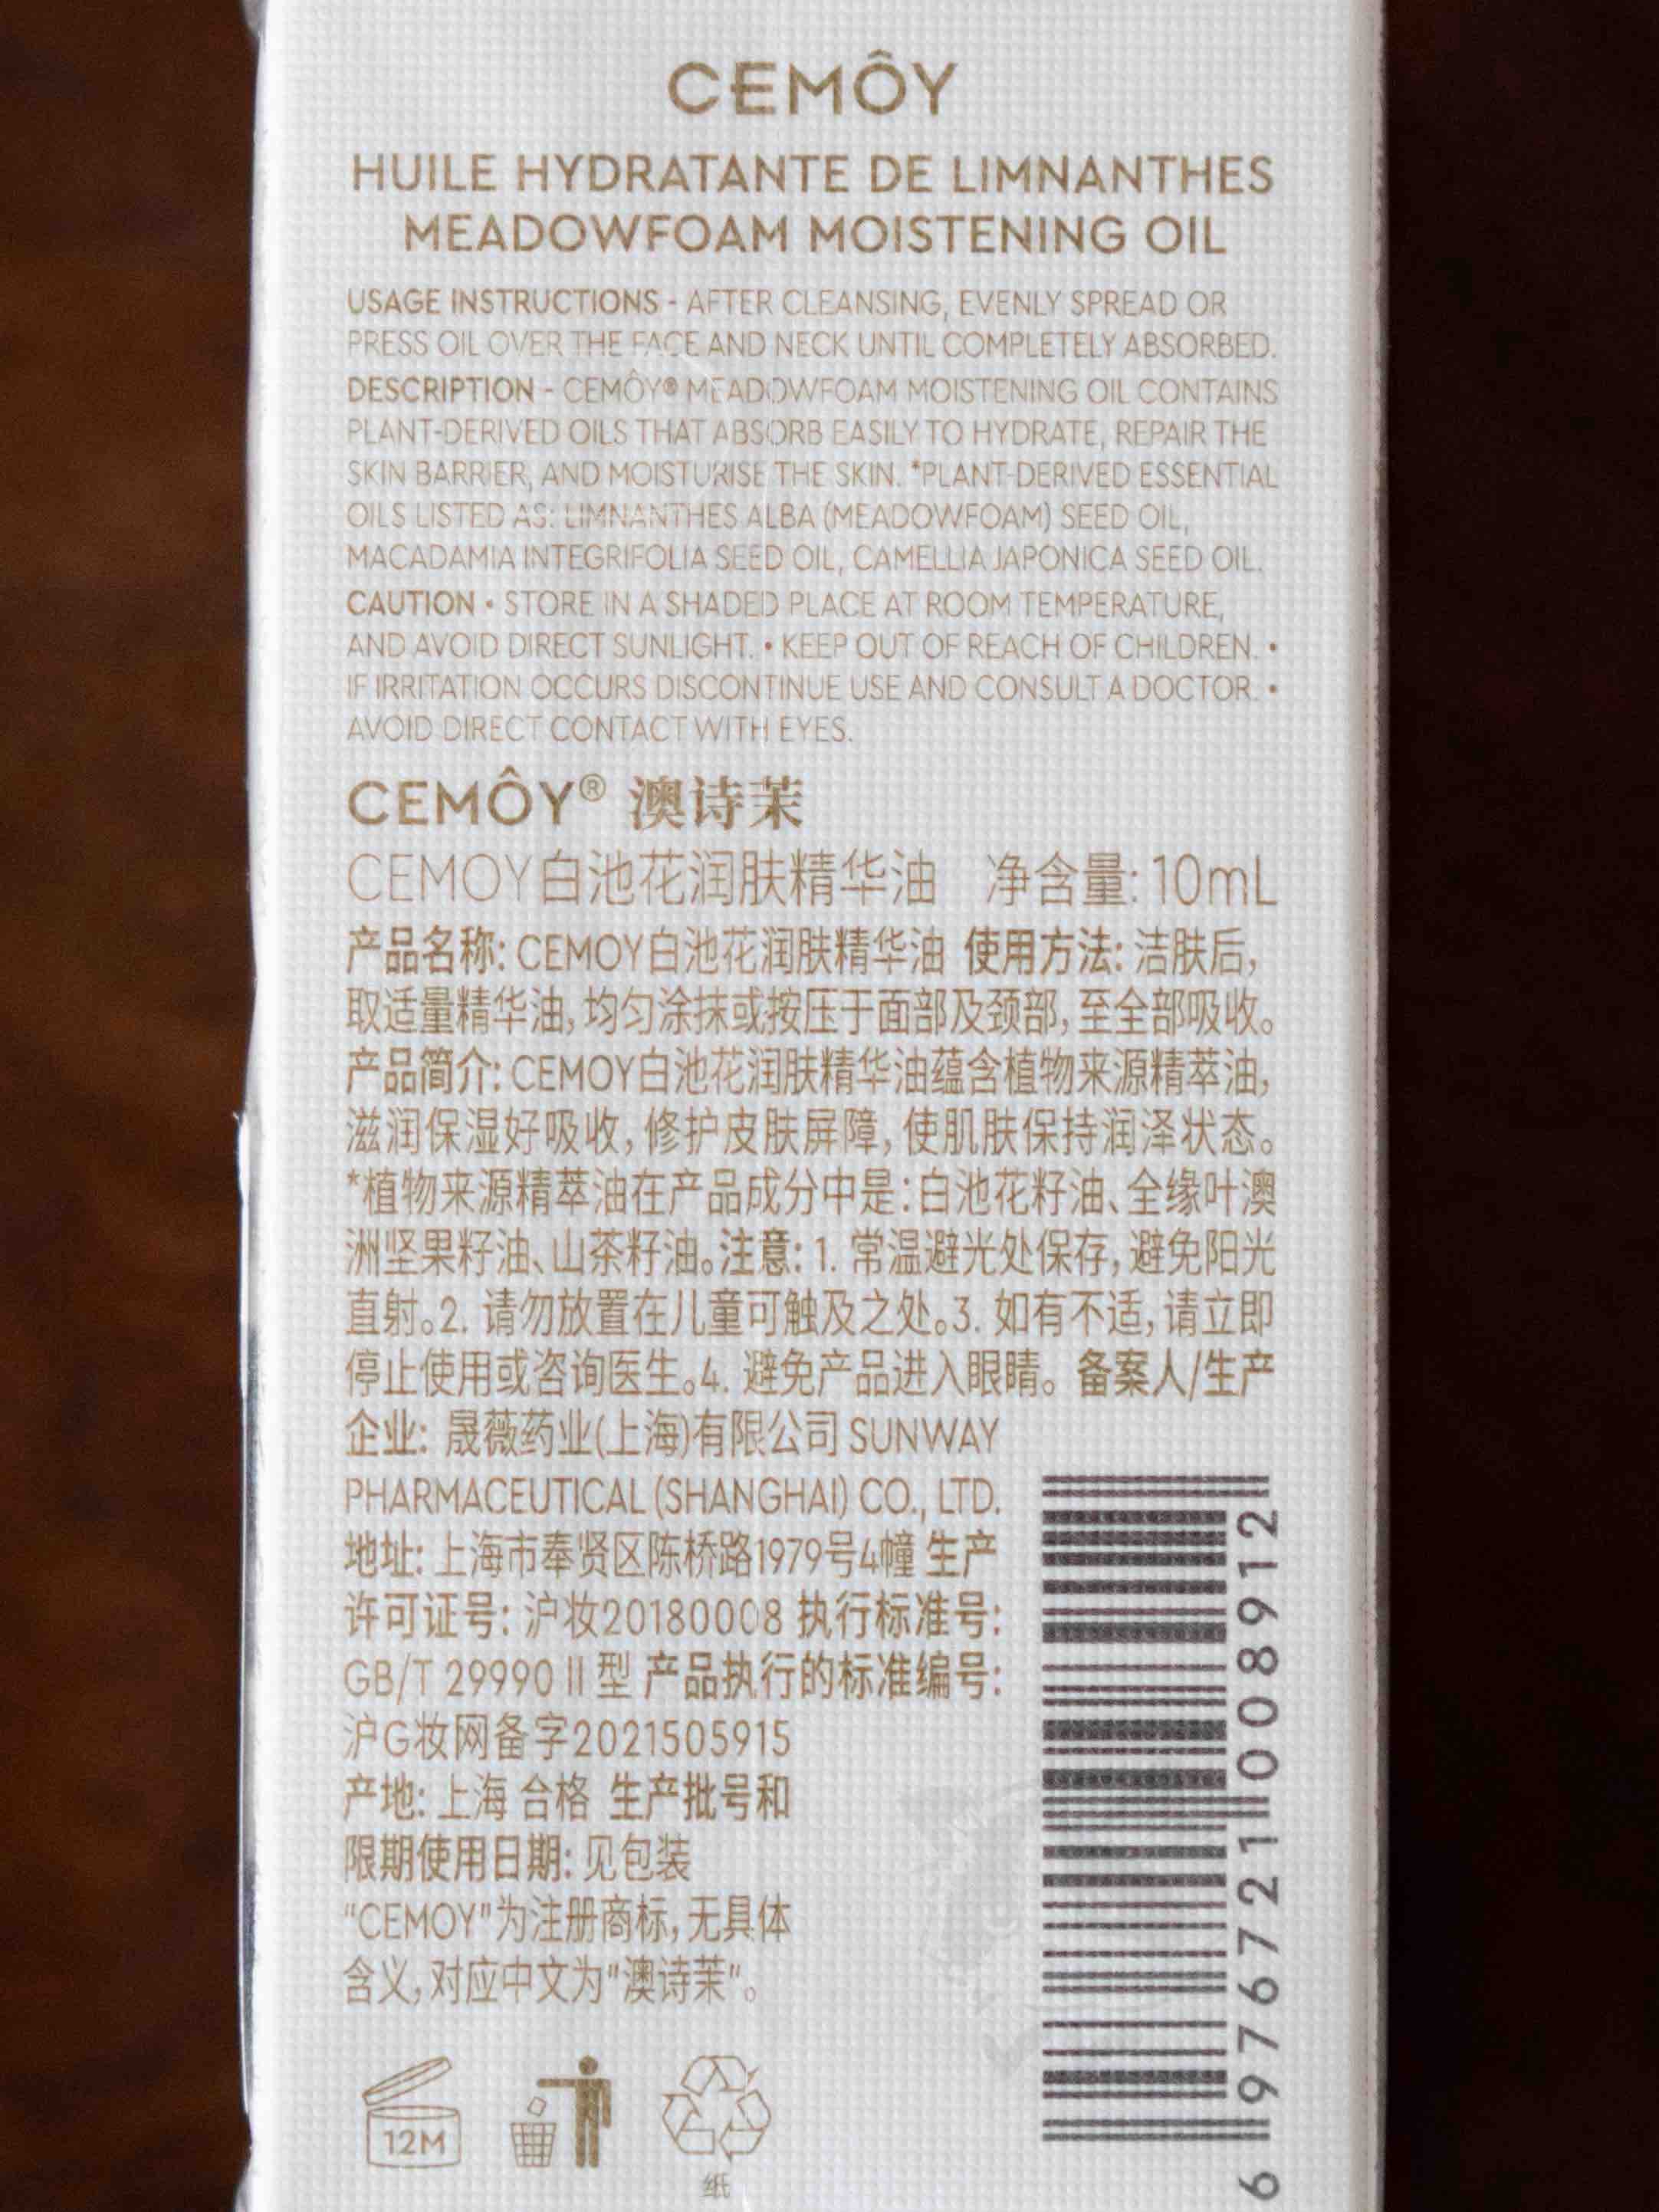 CEMÔY
HUILE HYDRATANTE DE LIMNANTHES
MEADOWFOAM MOISTENING OIL
USAGE INSTRUCTIONS - AFTER CLEANSING, EVENLY SPREAD OR
PRESS OIL OVER THE FACE AND NECK UNTIL COMPLETELY ABSORBED.
DESCRIPTION - CEMÔY® MEADOWFOAM MOISTENING OIL CONTAINS
PLANT-DERIVED OILS THAT ABSORB EASILY TO HYDRATE, REPAIR THE
SKIN BARRIER, AND MOISTURISE THE SKIN. *PLANT-DERIVED ESSENTIAL
OILS LISTED AS: LIMNANTHES ALBA (MEADOWFOAM) SEED OIL,
MACADAMIA INTEGRIFOLIA SEED OIL, CAMELLIA JAPONICA SEED OIL.
CAUTION • STORE IN A SHADED PLACE AT ROOM TEMPERATURE,
AND AVOID DIRECT SUNLIGHT. • KEEP OUT OF REACH OF CHILDREN. •
IF IRRITATION OCCURS DISCONTINUE USE AND CONSULT A DOCTOR. •
AVOID DIRECT CONTACT WITH EYES.
CEMÔY® 澳诗茉
CEMOY白池花润肤精华油 净含量: 10mL
产品名称: CEMOY白池花润肤精华油 使用方法: 洁肤后,
取适量精华油, 均匀涂抹或按压于面部及颈部, 至全部吸收。
产品简介: CEMOY白池花润肤精华油蕴含植物来源精萃油,
滋润保湿好吸收, 修护皮肤屏障, 使肌肤保持润泽状态。
*植物来源精萃油在产品成分中是: 白池花籽油、全缘叶澳
洲坚果籽油、山茶籽油。注意: 1. 常温避光处保存, 避免阳光
直射。2. 请勿放置在儿童可触及之处。3. 如有不适, 请立即
停止使用或咨询医生。4. 避免产品进入眼睛。备案人/生产
企业: 晟薇药业(上海)有限公司 SUNWAY
PHARMACEUTICAL (SHANGHAI) CO., LTD.
地址: 上海市奉贤区陈桥路1979号4幢 生产
许可证号: 沪妆20180008 执行标准号:
GB/T 29990 II 型 产品执行的标准编号:
沪G妆网备字2021505915
产地: 上海 合格 生产批号和
限期使用日期: 见包装
"CEMOY"为注册商标, 无具体
含义, 对应中文为"澳诗茉"。
6 976721 008912
12M
纸